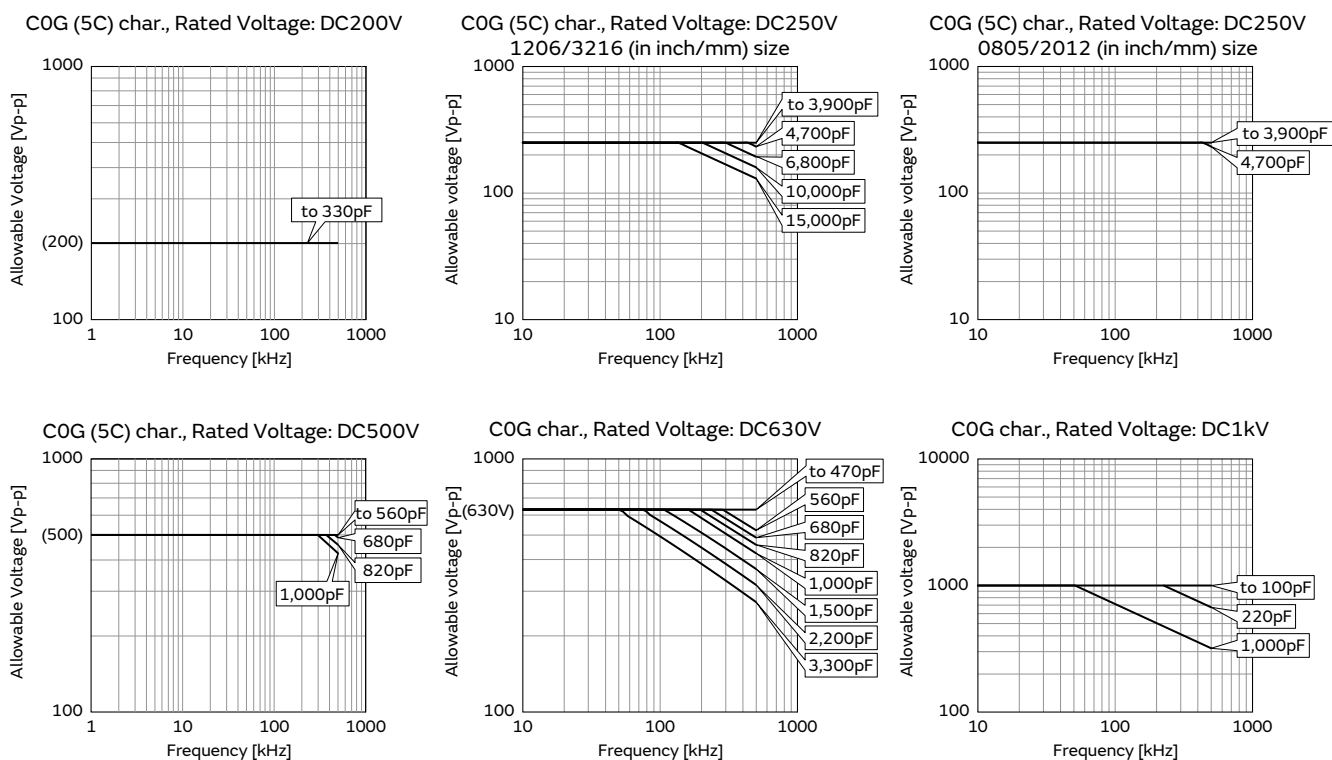 C0G (5C) char., Rated Voltage: DC200V
Allowable Voltage [Vp-p]
1000
(200)
100
to 330pF
1
10
100
1000
Frequency [kHz]
C0G (5C) char., Rated Voltage: DC250V
1206/3216 (in inch/mm) size
Allowable voltage [Vp-p]
1000
100
10
to 3,900pF
4,700pF
6,800pF
10,000pF
15,000pF
10
100
1000
Frequency [kHz]
C0G (5C) char., Rated Voltage: DC250V
0805/2012 (in inch/mm) size
Allowable voltage [Vp-p]
1000
100
10
to 3,900pF
4,700pF
10
100
1000
Frequency [kHz]
C0G (5C) char., Rated Voltage: DC500V
Allowable Voltage [Vp-p]
1000
(500)
100
to 560pF
680pF
820pF
1,000pF
1
10
100
1000
Frequency [kHz]
C0G char., Rated Voltage: DC630V
Allowable voltage [Vp-p]
1000
(630V)
100
to 470pF
560pF
680pF
820pF
1,000pF
1,500pF
2,200pF
3,300pF
10
100
1000
Frequency [kHz]
C0G char., Rated Voltage: DC1kV
Allowable voltage [Vp-p]
10000
1000
100
to 100pF
220pF
1,000pF
10
100
1000
Frequency [kHz]